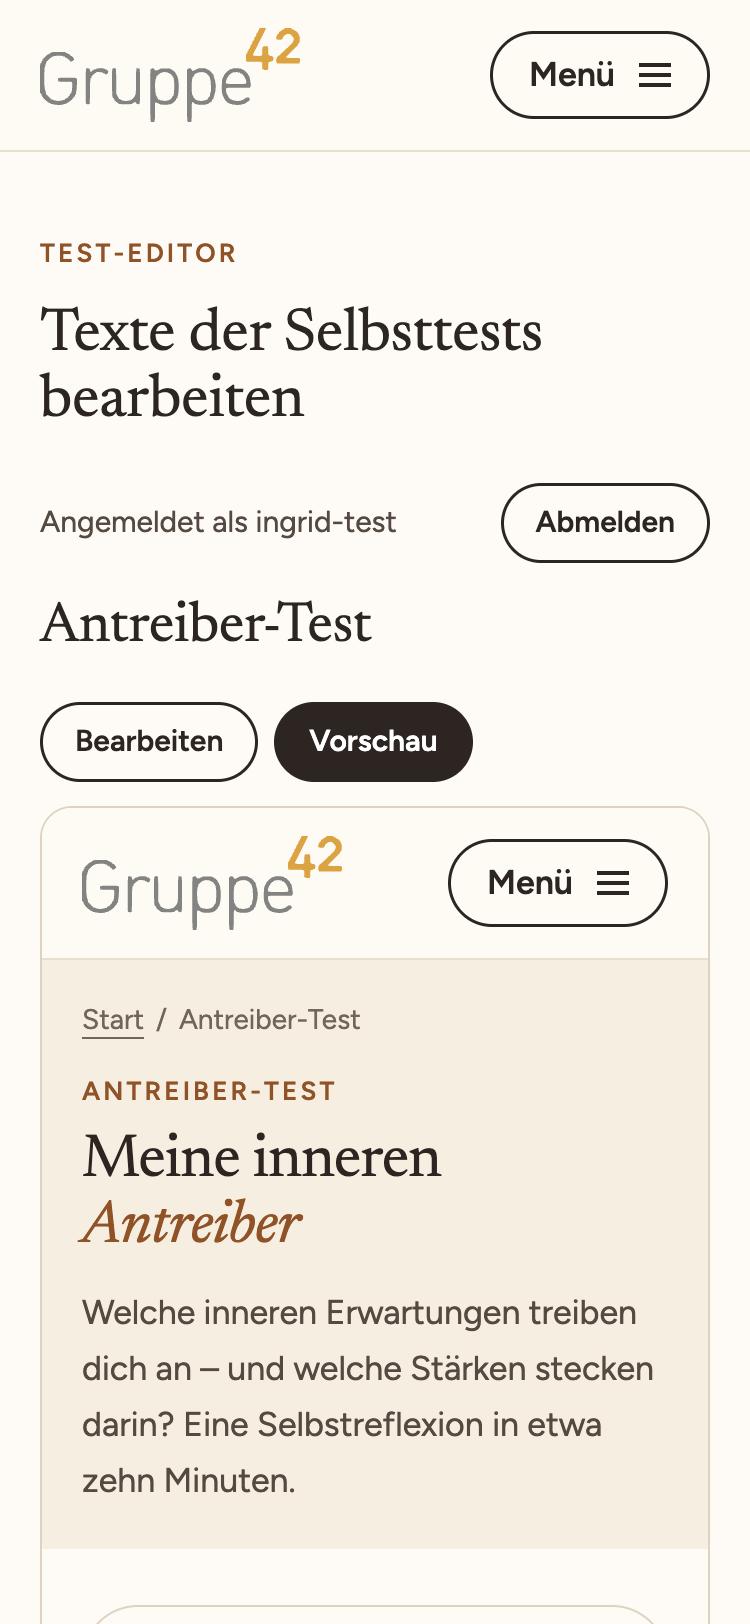 Gruppe42
Menü
TEST-EDITOR
Texte der Selbsttests
bearbeiten
Angemeldet als ingrid-test
Abmelden
Antreiber-Test
Bearbeiten
Vorschau
Gruppe42
Menü
Start / Antreiber-Test
ANTREIBER-TEST
Meine inneren
Antreiber
Welche inneren Erwartungen treiben
dich an – und welche Stärken stecken
darin? Eine Selbstreflexion in etwa
zehn Minuten.